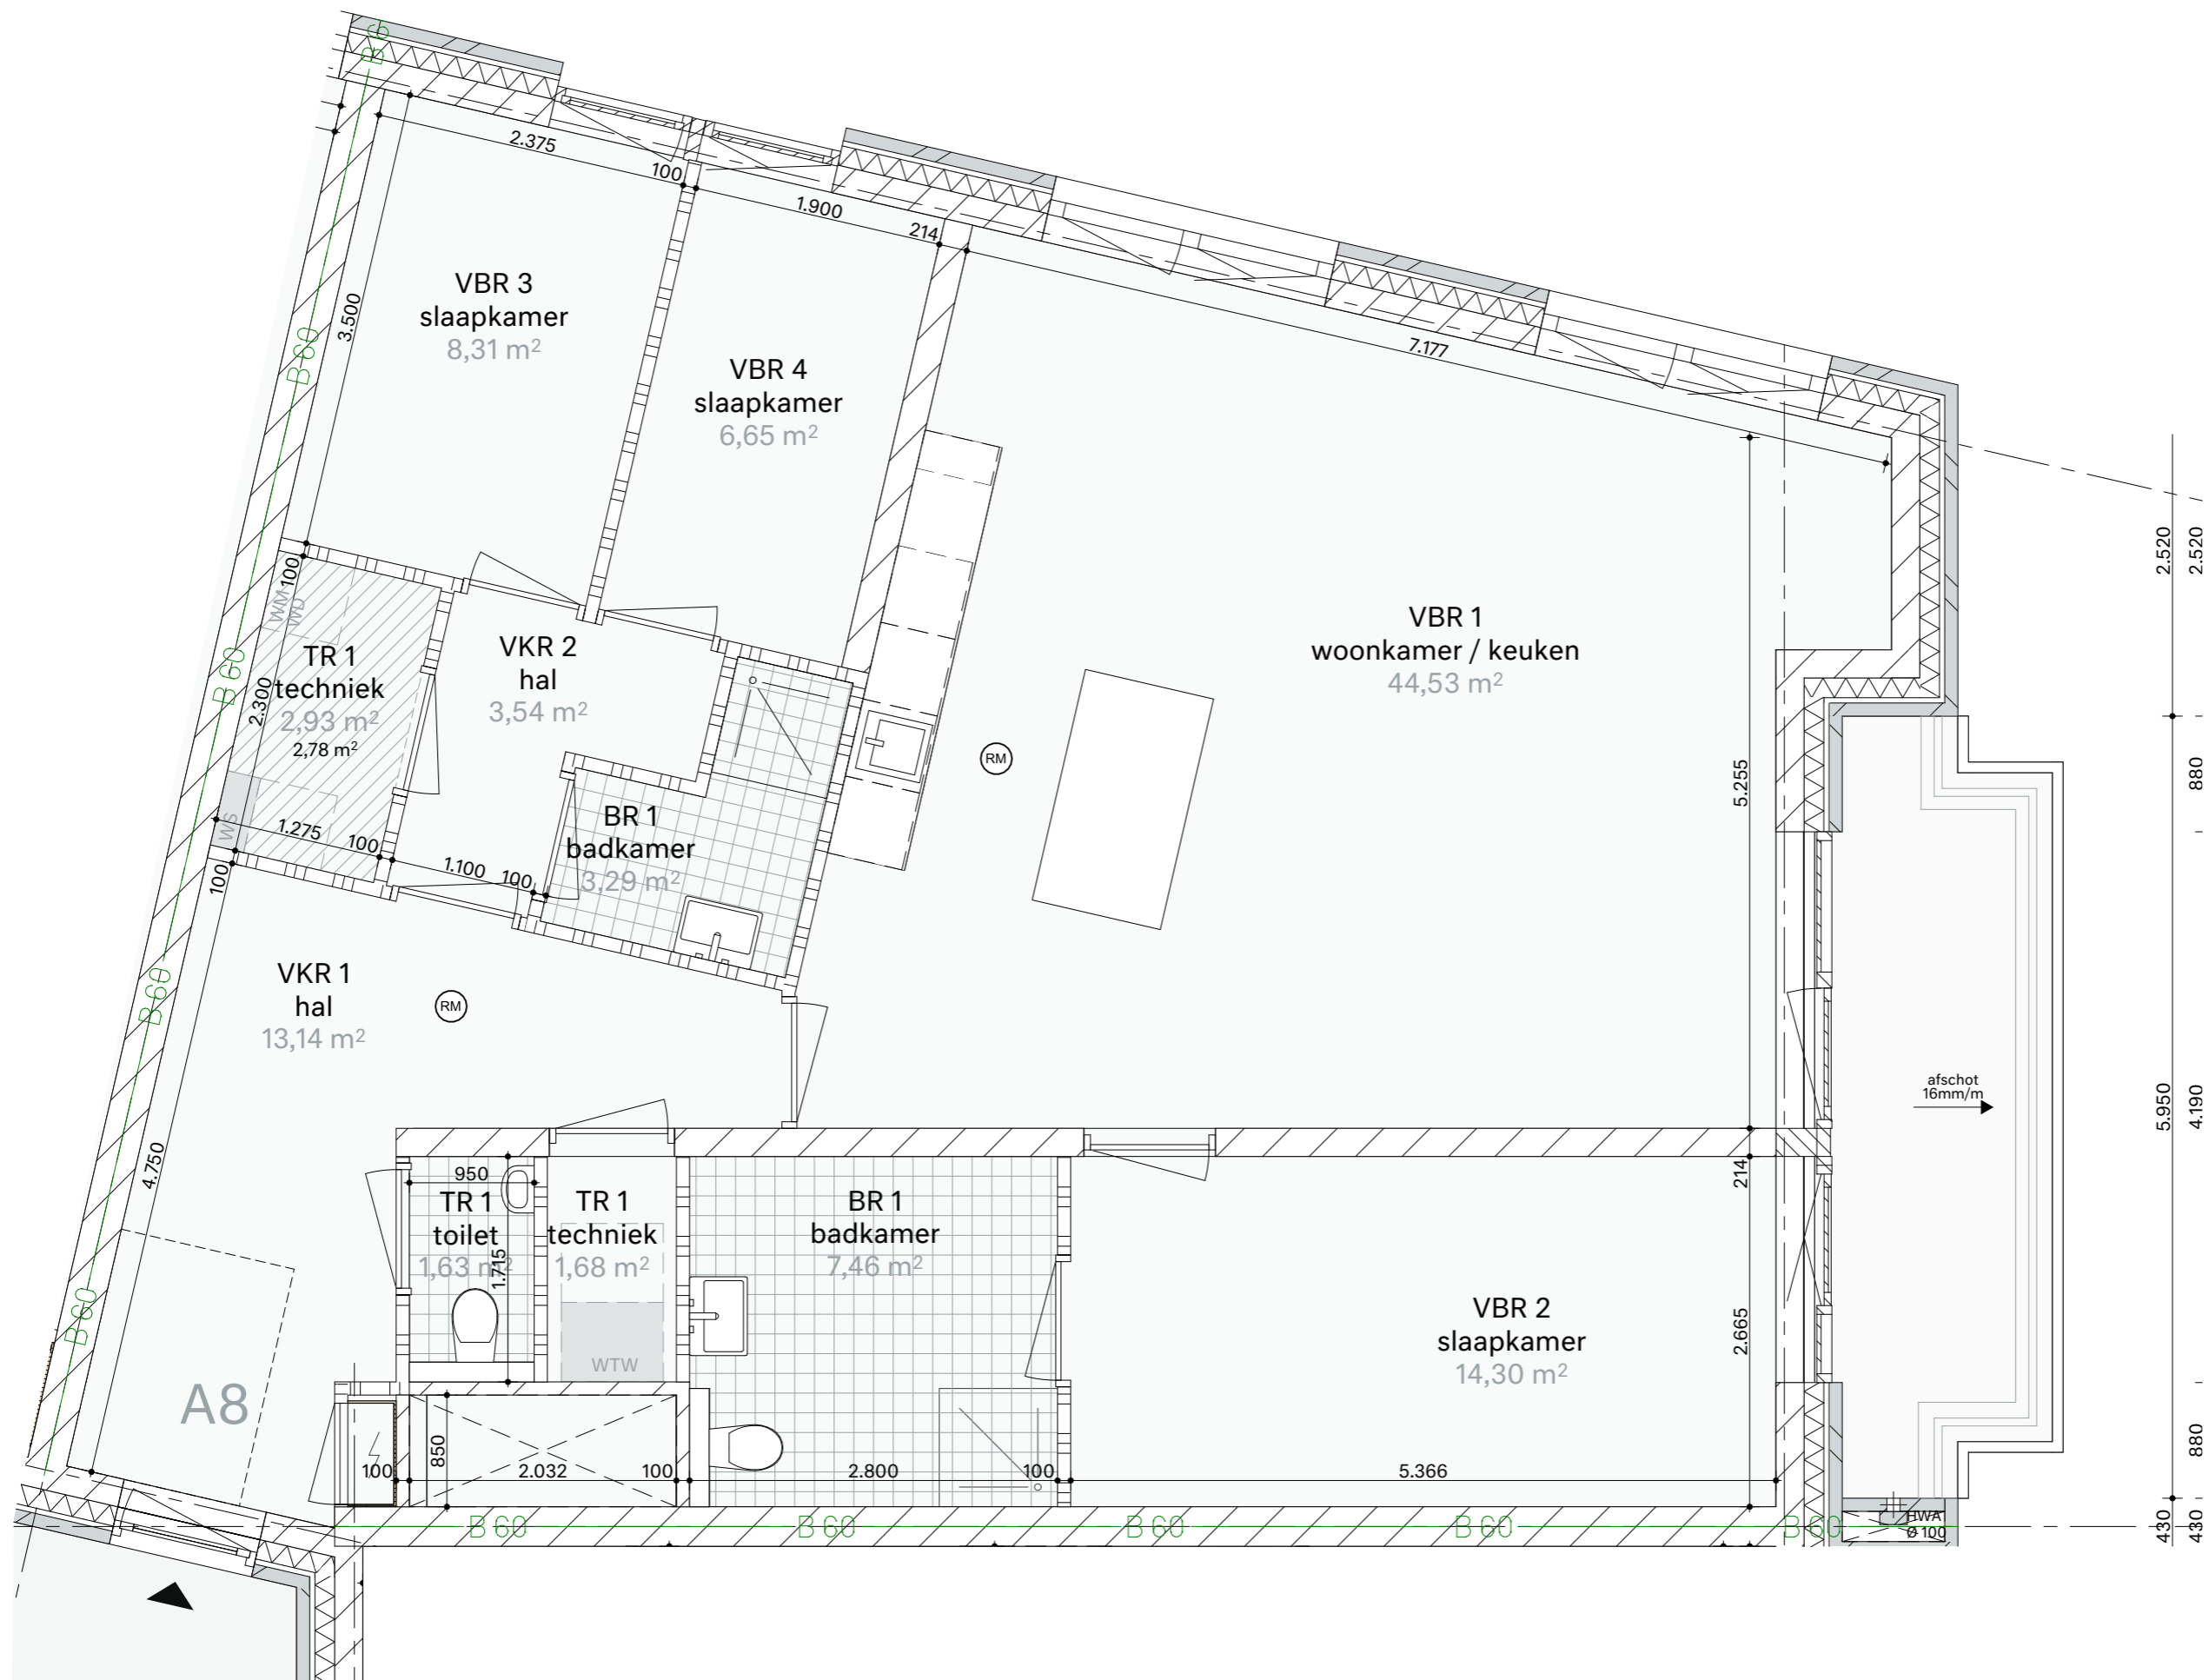 B6
2.375
100
1.900
214
7.177
VBR 3
slaapkamer
8,31 m²
3.500
B60
VBR 4
slaapkamer
6,65 m²
100
WM
WD
TR 1
techniek
2,93 m²
2,78 m²
2.300
B60
WS
1.275
100
VKR 2
hal
3,54 m²
1.100
100
BR 1
badkamer
3,29 m²
RM
VBR 1
woonkamer / keuken
44,53 m²
5.255
2.520
2.520
880
100
B60
VKR 1
hal
13,14 m²
RM
4.750
B60
A8
950
TR 1
toilet
1,63 m²
1.715
TR 1
techniek
1,68 m²
WTW
BR 1
badkamer
7,46 m²
214
VBR 2
slaapkamer
14,30 m²
2.665
afschot
16mm/m
5.950
4.190
880
850
100
2.032
100
2.800
100
5.366
B 60
B 60
B 60
B 60
B 60
HWA
Ø 100
430
430